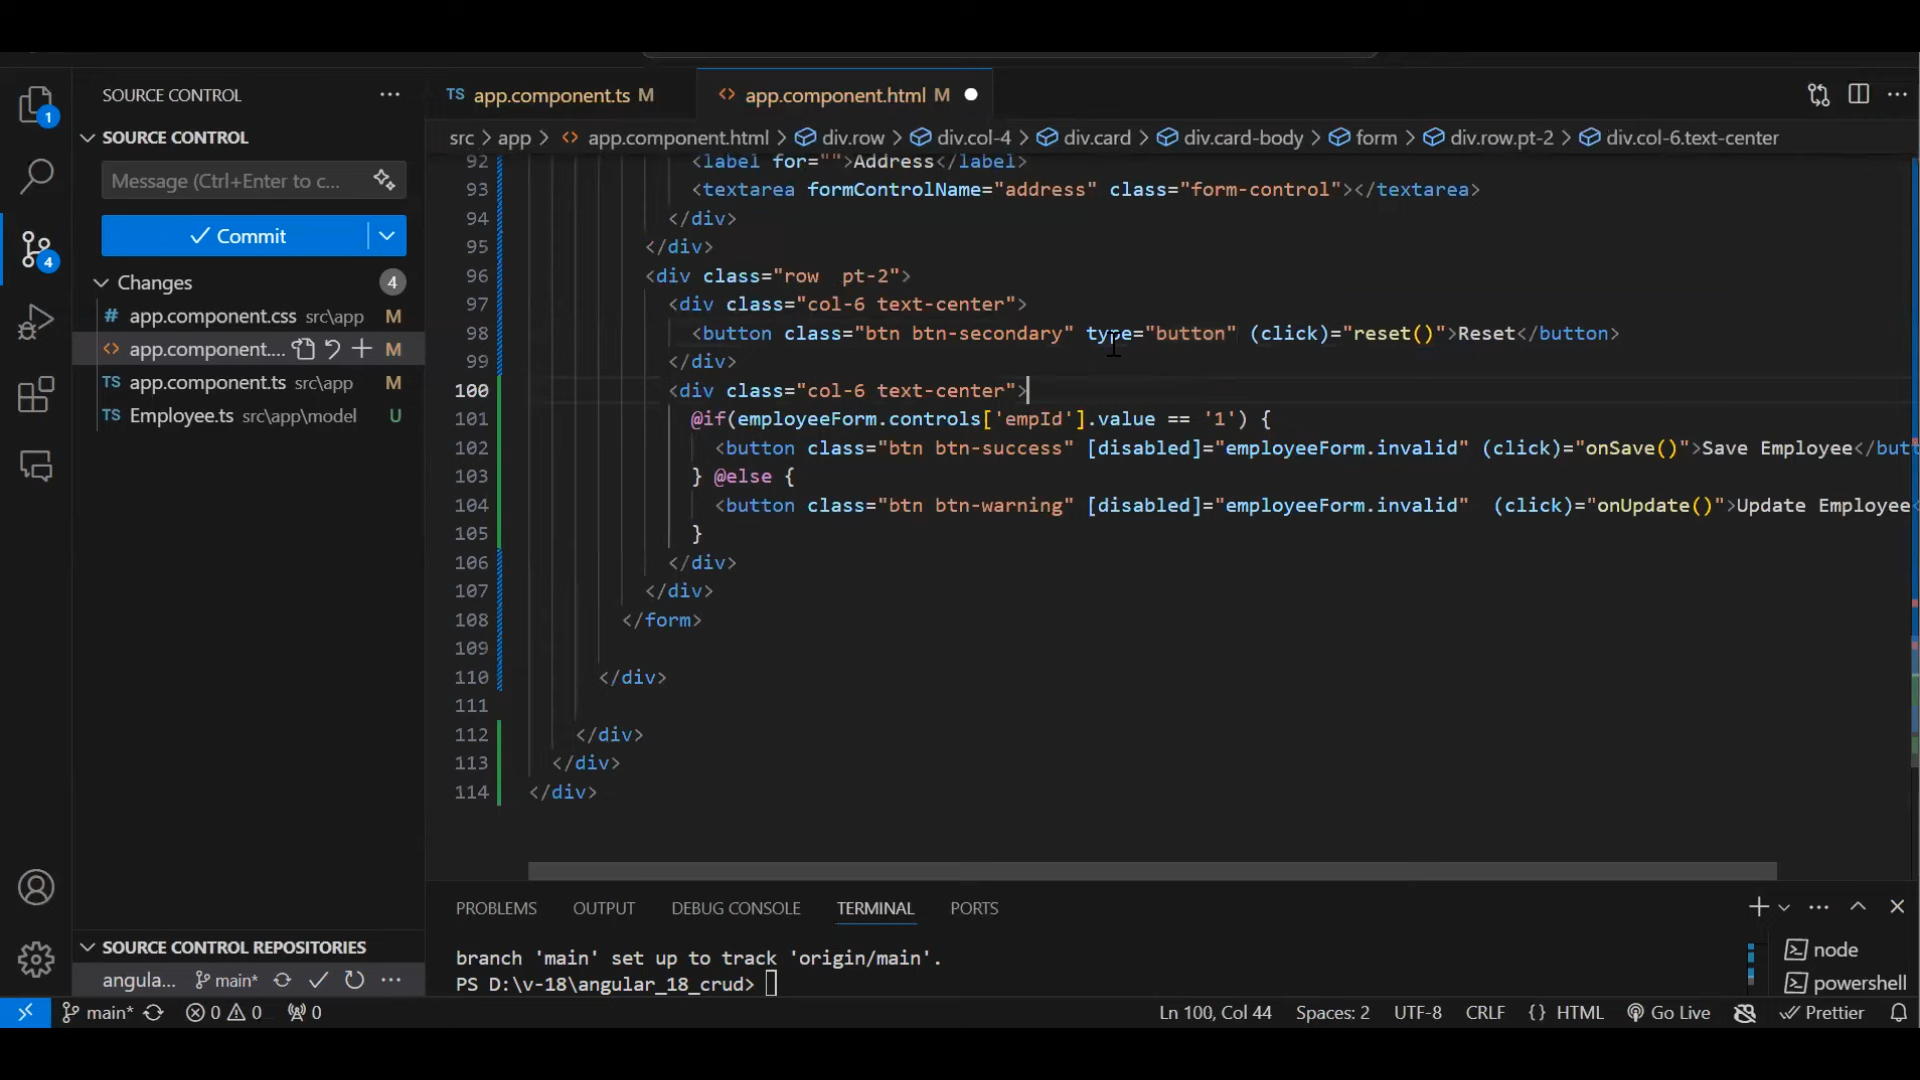 SOURCE CONTROL
SOURCE CONTROL
Message (Ctrl+Enter to c...
Commit
Changes 4
app.component.css src\app M
app.component.... M
app.component.ts src\app M
Employee.ts src\app\model U
1
4
SOURCE CONTROL REPOSITORIES
angula... main*
TS app.component.ts M
app.component.html M
src > app > app.component.html > div.row > div.col-4 > div.card > div.card-body > form > div.row.pt-2 > div.col-6.text-center
92 <label for="">Address</label>
93 <textarea formControlName="address" class="form-control"></textarea>
94 </div>
95 </div>
96 <div class="row  pt-2">
97 <div class="col-6 text-center">
98 <button class="btn btn-secondary" type="button" (click)="reset()">Reset</button>
99 </div>
100 <div class="col-6 text-center">
101 @if(employeeForm.controls['empId'].value == '1') {
102 <button class="btn btn-success" [disabled]="employeeForm.invalid" (click)="onSave()">Save Employee</butt
103 } @else {
104 <button class="btn btn-warning" [disabled]="employeeForm.invalid"  (click)="onUpdate()">Update Employee<
105 }
106 </div>
107 </div>
108 </form>
109
110 </div>
111
112 </div>
113 </div>
114 </div>
PROBLEMS OUTPUT DEBUG CONSOLE TERMINAL PORTS
branch 'main' set up to track 'origin/main'.
PS D:\v-18\angular_18_crud>
node
powershell
main* 0 0 0 Ln 100, Col 44 Spaces: 2 UTF-8 CRLF {} HTML Go Live Prettier